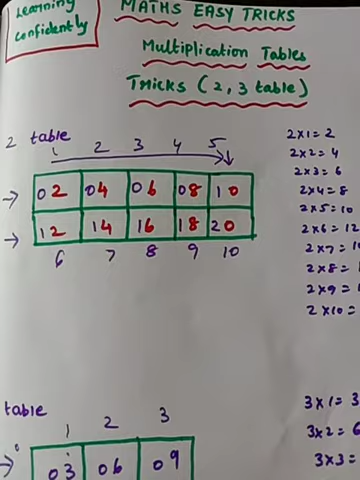 Learning
Confidently
MATHS EASY TRICKS
Multiplication Tables
Tricks (2, 3 table)
2 table
1 2 3 4 5
02 04 06 08 10
12 14 16 18 20
6 7 8 9 10
2x1=2
2x2=4
2x3=6
2x4=8
2x5=10
2x6=12
2x7=1
2x8=
2x9=
2x10=
table
1 2 3
03 06 09
3x1=3
3x2=6
3x3=